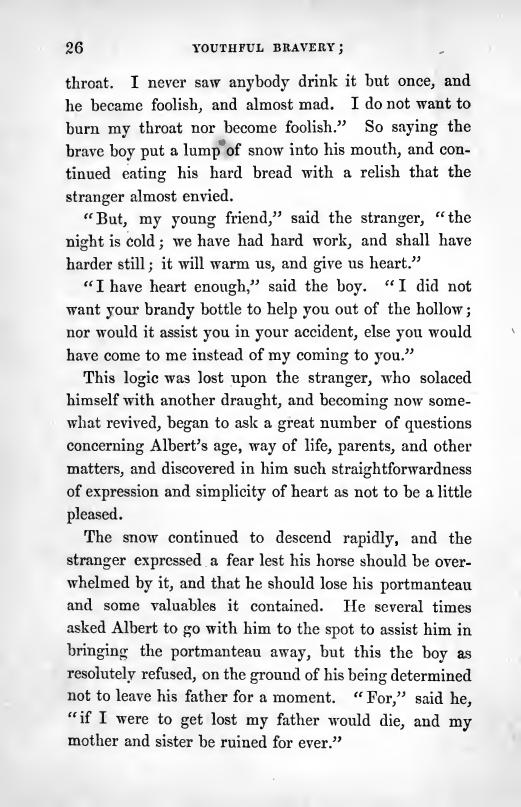 26 YOUTHFUL BRAVERY;
throat. I never saw anybody drink it but once, and
he became foolish, and almost mad. I do not want to
burn my throat nor become foolish.” So saying the
brave boy put a lump of snow into his mouth, and con-
tinued eating his hard bread with a relish that the
stranger almost envied.
“But, my young friend,” said the stranger, “the
night is cold; we have had hard work, and shall have
harder still; it will warm us, and give us heart.”
“I have heart enough,” said the boy. “I did not
want your brandy bottle to help you out of the hollow;
nor would it assist you in your accident, else you would
have come to me instead of my coming to you.”
This logic was lost upon the stranger, who solaced
himself with another draught, and becoming now some-
what revived, began to ask a great number of questions
concerning Albert’s age, way of life, parents, and other
matters, and discovered in him such straightforwardness
of expression and simplicity of heart as not to be a little
pleased.
The snow continued to descend rapidly, and the
stranger expressed a fear lest his horse should be over-
whelmed by it, and that he should lose his portmanteau
and some valuables it contained. He several times
asked Albert to go with him to the spot to assist him in
bringing the portmanteau away, but this the boy as
resolutely refused, on the ground of his being determined
not to leave his father for a moment. “For,” said he,
“if I were to get lost my father would die, and my
mother and sister be ruined for ever.”